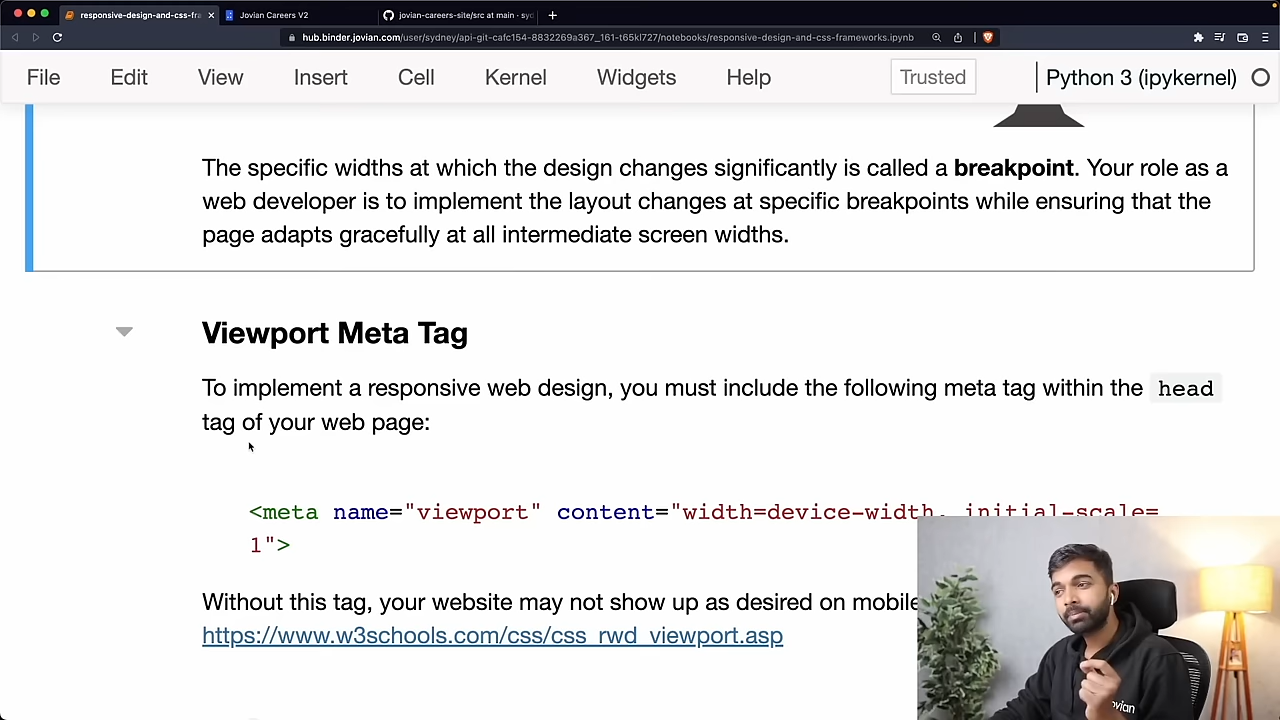 responsive-design-and-css-fra
Jovian Careers V2
jovian-careers-site/src at main · syd
hub.binder.jovian.com/user/sydney/api-git-cafc154-8832269a367_161-t65kl727/notebooks/responsive-design-and-css-frameworks.ipynb
File Edit View Insert Cell Kernel Widgets Help Trusted Python 3 (ipykernel)
The specific widths at which the design changes significantly is called a breakpoint. Your role as a
web developer is to implement the layout changes at specific breakpoints while ensuring that the
page adapts gracefully at all intermediate screen widths.
Viewport Meta Tag
To implement a responsive web design, you must include the following meta tag within the head
tag of your web page:
<meta name="viewport" content="width=device-width, initial-scale=
1">
Without this tag, your website may not show up as desired on mobile
https://www.w3schools.com/css/css_rwd_viewport.asp
jovian